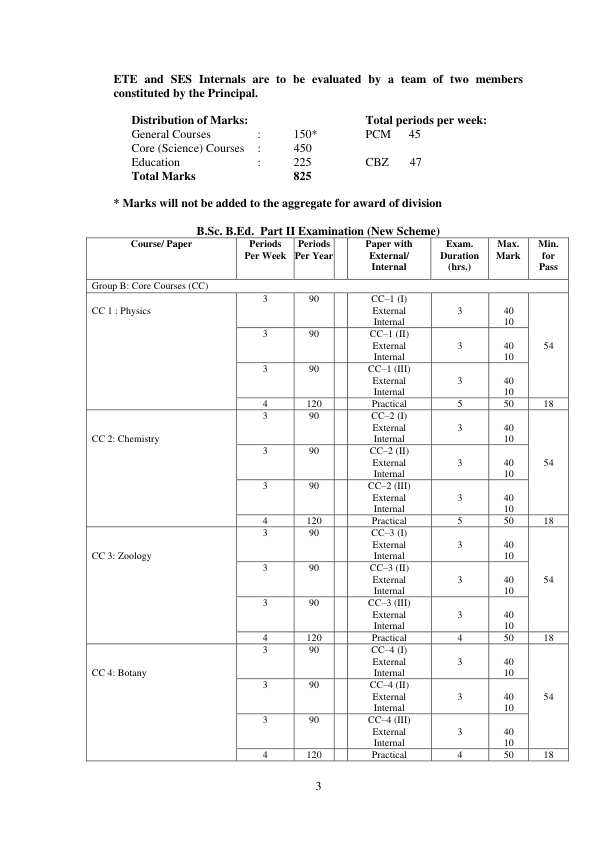 ETE and SES Internals are to be evaluated by a team of two members
constituted by the Principal.
Distribution of Marks: Total periods per week:
General Courses : 150* PCM 45
Core (Science) Courses : 450
Education : 225 CBZ 47
Total Marks 825
* Marks will not be added to the aggregate for award of division
B.Sc. B.Ed. Part II Examination (New Scheme)
Course/ Paper Periods Periods Paper with Exam. Max. Min.
Per Week Per Year External/ Duration Mark for
Internal (hrs.) Pass
Group B: Core Courses (CC)
3 90 CC–1 (I)
CC 1 : Physics External 3 40
Internal 10
3 90 CC–1 (II)
External 3 40 54
Internal 10
3 90 CC–1 (III)
External 3 40
Internal 10
4 120 Practical 5 50 18
3 90 CC–2 (I)
External 3 40
CC 2: Chemistry Internal 10
3 90 CC–2 (II)
External 3 40 54
Internal 10
3 90 CC–2 (III)
External 3 40
Internal 10
4 120 Practical 5 50 18
3 90 CC–3 (I)
External 3 40
CC 3: Zoology Internal 10
3 90 CC–3 (II)
External 3 40 54
Internal 10
3 90 CC–3 (III)
External 3 40
Internal 10
4 120 Practical 4 50 18
3 90 CC–4 (I)
External 3 40
CC 4: Botany Internal 10
3 90 CC–4 (II)
External 3 40 54
Internal 10
3 90 CC–4 (III)
External 3 40
Internal 10
4 120 Practical 4 50 18
3